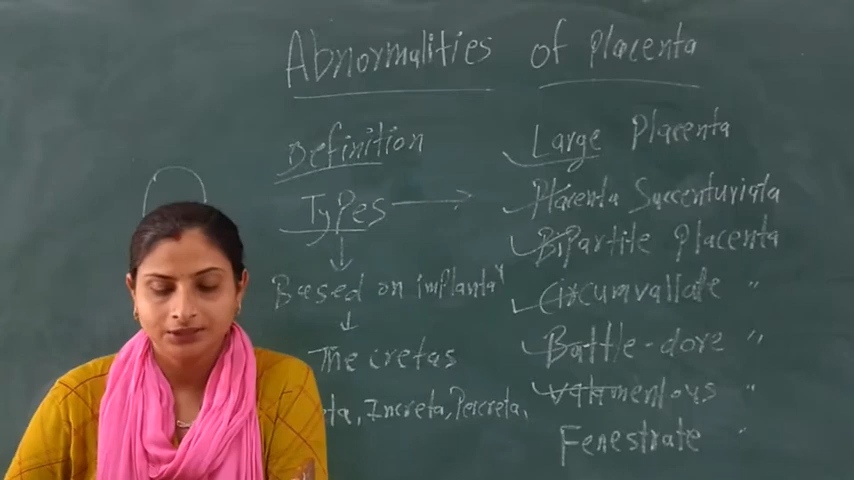 Abnormalities of Placenta
Definition
Types →
Based on implantaⁿ
The cretas
ta, Increta, Percreta,
Large Placenta
Placenta Succenturiata
Bipartile Placenta
Circumvallate "
Battle-dore "
Velamentous "
Fenestrate "